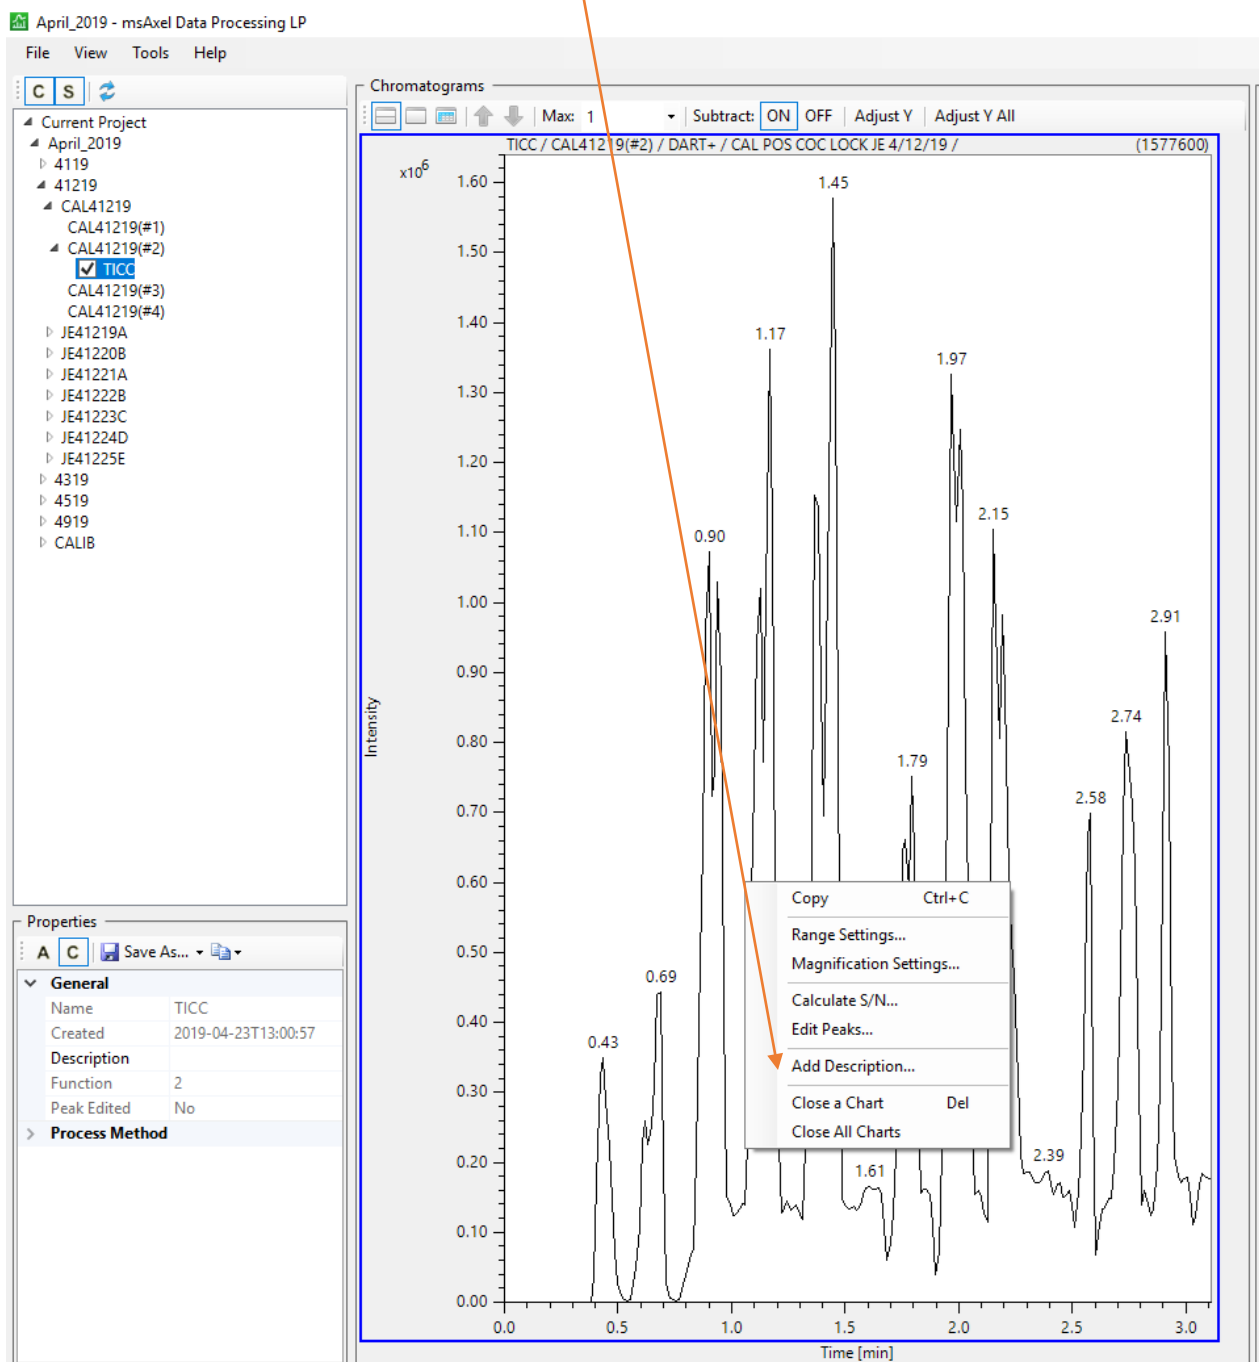 April_2019 - msAxel Data Processing LP
File View Tools Help
C S
Current Project
April_2019
4119
41219
CAL41219
CAL41219(#1)
CAL41219(#2)
TICC
CAL41219(#3)
CAL41219(#4)
JE41219A
JE41220B
JE41221A
JE41222B
JE41223C
JE41224D
JE41225E
4319
4519
4919
CALIB
Properties
A C Save As...
General
Name TICC
Created 2019-04-23T13:00:57
Description
Function 2
Peak Edited No
Process Method
Chromatograms
Max: 1 Subtract: ON OFF Adjust Y Adjust Y All
TICC / CAL41219(#2) / DART+ / CAL POS COC LOCK JE 4/12/19 / (1577600)
x10⁶
1.60
1.50
1.40
1.30
1.20
1.10
1.00
0.90
0.80
0.70
0.60
0.50
0.40
0.30
0.20
0.10
0.00
Intensity
0.43
0.69
0.90
1.17
1.45
1.61
1.79
1.97
2.15
2.39
2.58
2.74
2.91
Copy Ctrl+C
Range Settings...
Magnification Settings...
Calculate S/N...
Edit Peaks...
Add Description...
Close a Chart Del
Close All Charts
0.0 0.5 1.0 1.5 2.0 2.5 3.0
Time [min]